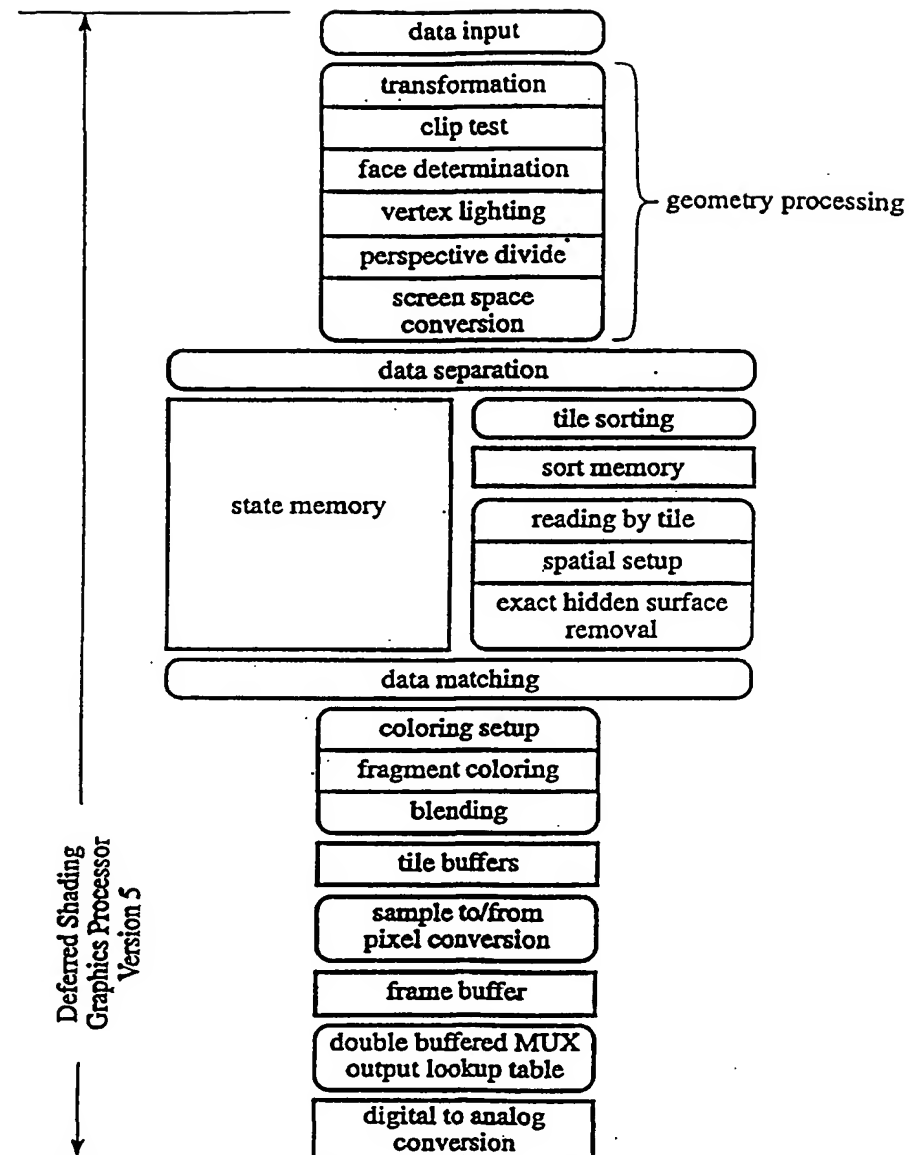 data input
transformation
clip test
face determination
vertex lighting
perspective divide
screen space
conversion
geometry processing
data separation
state memory
tile sorting
sort memory
reading by tile
spatial setup
exact hidden surface
removal
data matching
coloring setup
fragment coloring
blending
tile buffers
sample to/from
pixel conversion
frame buffer
double buffered MUX
output lookup table
digital to analog
conversion
Deferred Shading
Graphics Processor
Version 5